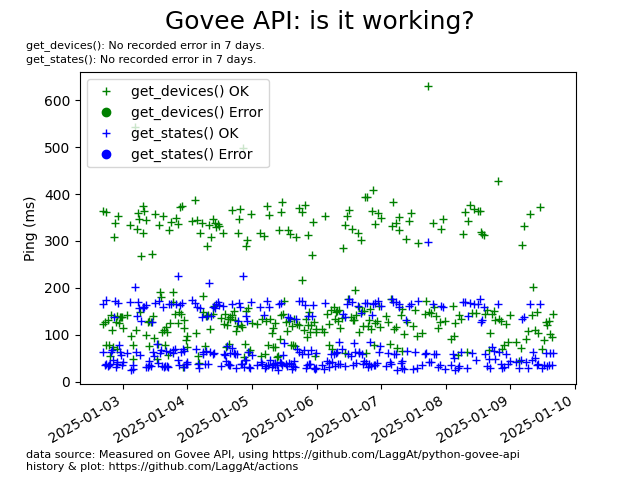 Govee API: is it working?
get_devices(): No recorded error in 7 days.
get_states(): No recorded error in 7 days.
get_devices() OK
get_devices() Error
get_states() OK
get_states() Error
Ping (ms)
600
500
400
300
200
100
0
2025-01-03
2025-01-04
2025-01-05
2025-01-06
2025-01-07
2025-01-08
2025-01-09
2025-01-10
data source: Measured on Govee API, using https://github.com/LaggAt/python-govee-api
history & plot: https://github.com/LaggAt/actions